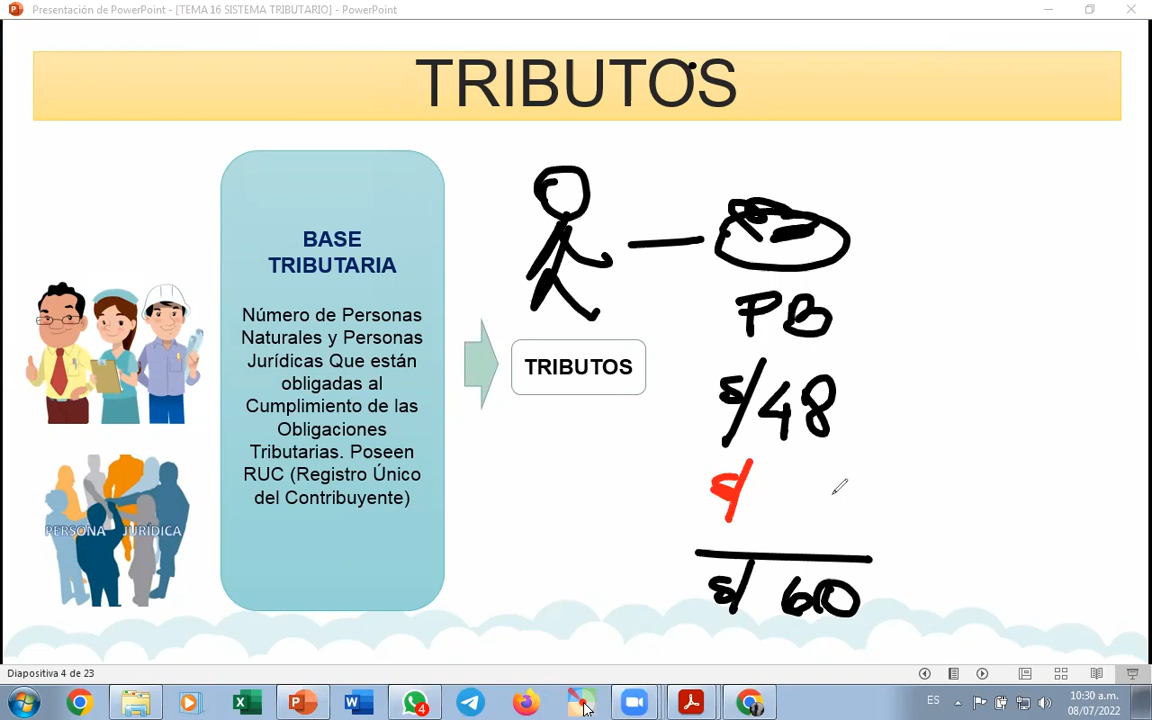 Presentación de PowerPoint - [TEMA 16 SISTEMA TRIBUTARIO] - PowerPoint
TRIBUTOS
BASE
TRIBUTARIA
Número de Personas
Naturales y Personas
Jurídicas Que están
obligadas al
Cumplimiento de las
Obligaciones
Tributarias. Poseen
RUC (Registro Único
del Contribuyente)
PERSONA JURÍDICA
TRIBUTOS
PB
S/48
S/
S/ 60
Diapositiva 4 de 23
4
ES
10:30 a.m.
08/07/2022